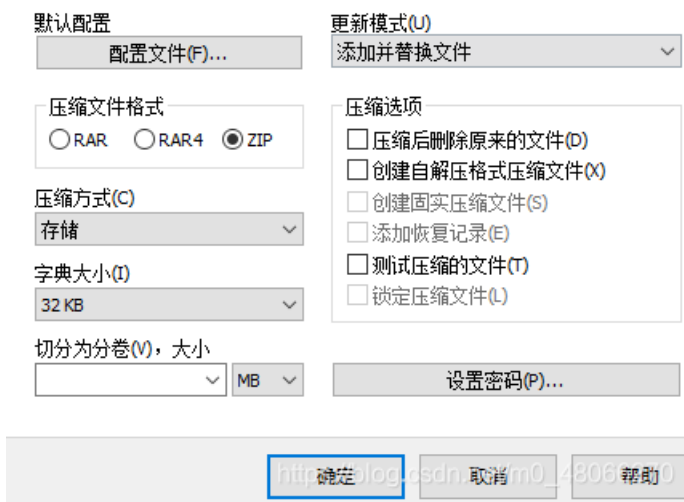 默认配置
配置文件(F)...
更新模式(U)
添加并替换文件
压缩文件格式
RAR RAR4 ZIP
压缩方式(C)
存储
字典大小(I)
32 KB
切分为分卷(V)，大小
MB
压缩选项
压缩后删除原来的文件(D)
创建自解压格式压缩文件(X)
创建固实压缩文件(S)
添加恢复记录(E)
测试压缩的文件(T)
锁定压缩文件(L)
设置密码(P)...
确定 取消 帮助